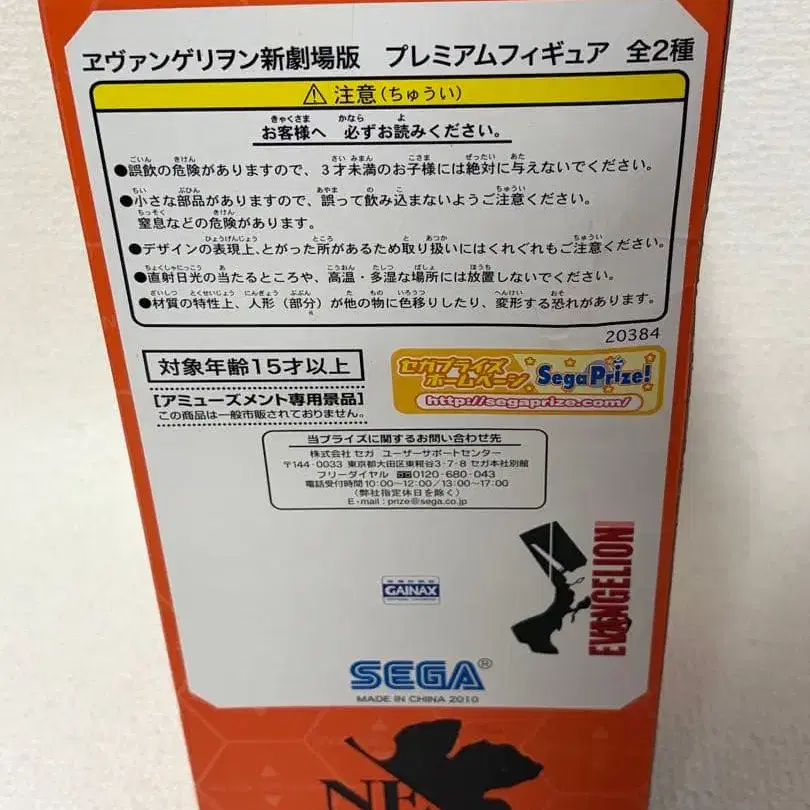 ヱヴァンゲリヲン新劇場版　プレミアムフィギュア　全2種
⚠ 注意(ちゅうい)
お客様へ　必ずお読みください。
●誤飲の危険がありますので、3才未満のお子様には絶対に与えないでください。
●小さな部品がありますので、誤って飲み込まないようご注意ください。
窒息などの危険があります。
●デザインの表現上、とがった所があるため取り扱いにはくれぐれもご注意ください。
●直射日光の当たるところや、高温・多湿な場所には放置しないでください。
●材質の特性上、人形（部分）が他の物に色移りしたり、変形する恐れがあります。
20384
対象年齢15才以上
【アミューズメント専用景品】
この商品は一般市販されておりません。
セガプライズ
ホームページ
SegaPrize!
http://segaprize.com/
当プライズに関するお問い合わせ先
株式会社 セガ ユーザーサポートセンター
〒144-0033 東京都大田区東糀谷3-7-8 セガ本社別館
フリーダイヤル 0120-680-043
電話受付時間 10:00〜12:00/13:00〜17:00
(弊社指定休日を除く)
E-mail : prize@sega.co.jp
EVANGELION
GAINAX
SEGA®
MADE IN CHINA 2010
NE